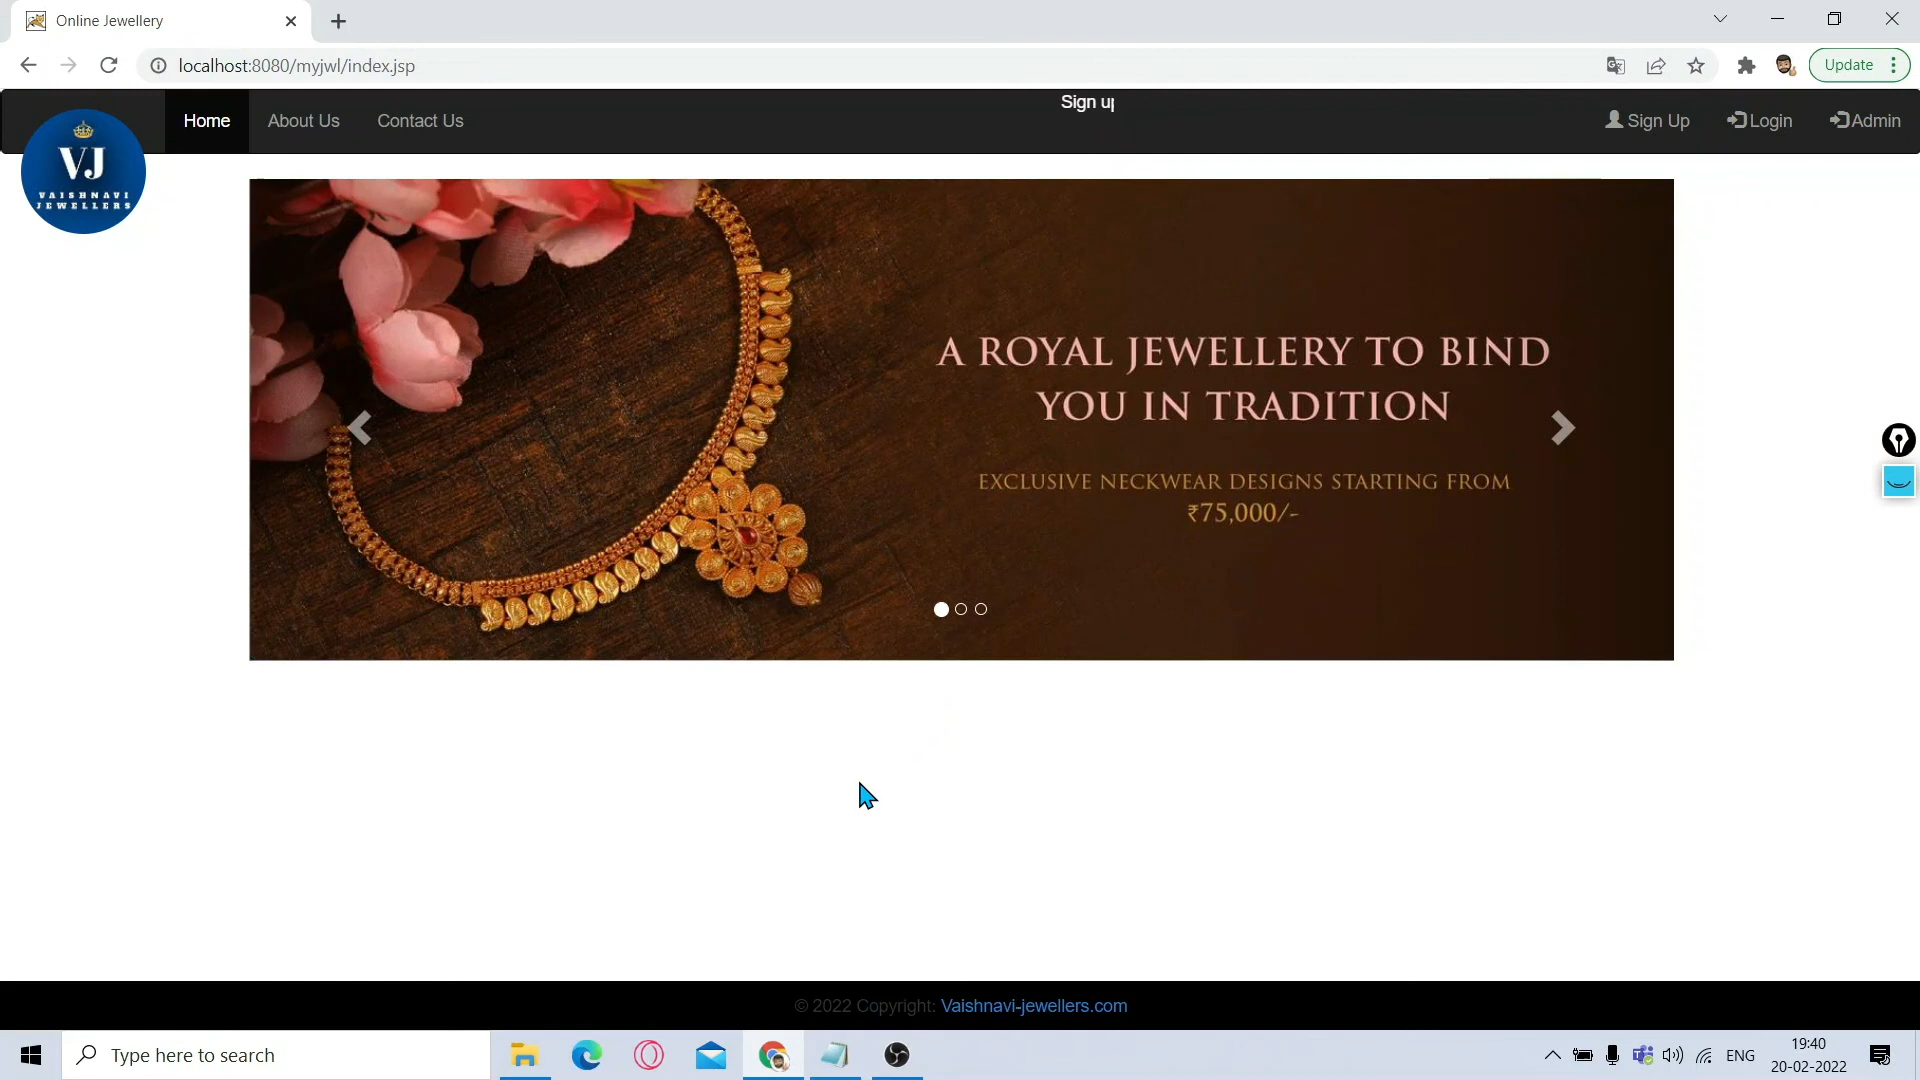 Online Jewellery
localhost:8080/myjwl/index.jsp
Update
Sign up
Home
About Us
Contact Us
Sign Up
Login
Admin
VJ
VAISHNAVI
JEWELLERS
A ROYAL JEWELLERY TO BIND
YOU IN TRADITION
EXCLUSIVE NECKWEAR DESIGNS STARTING FROM
₹75,000/-
© 2022 Copyright: Vaishnavi-jewellers.com
Type here to search
ENG
19:40
20-02-2022